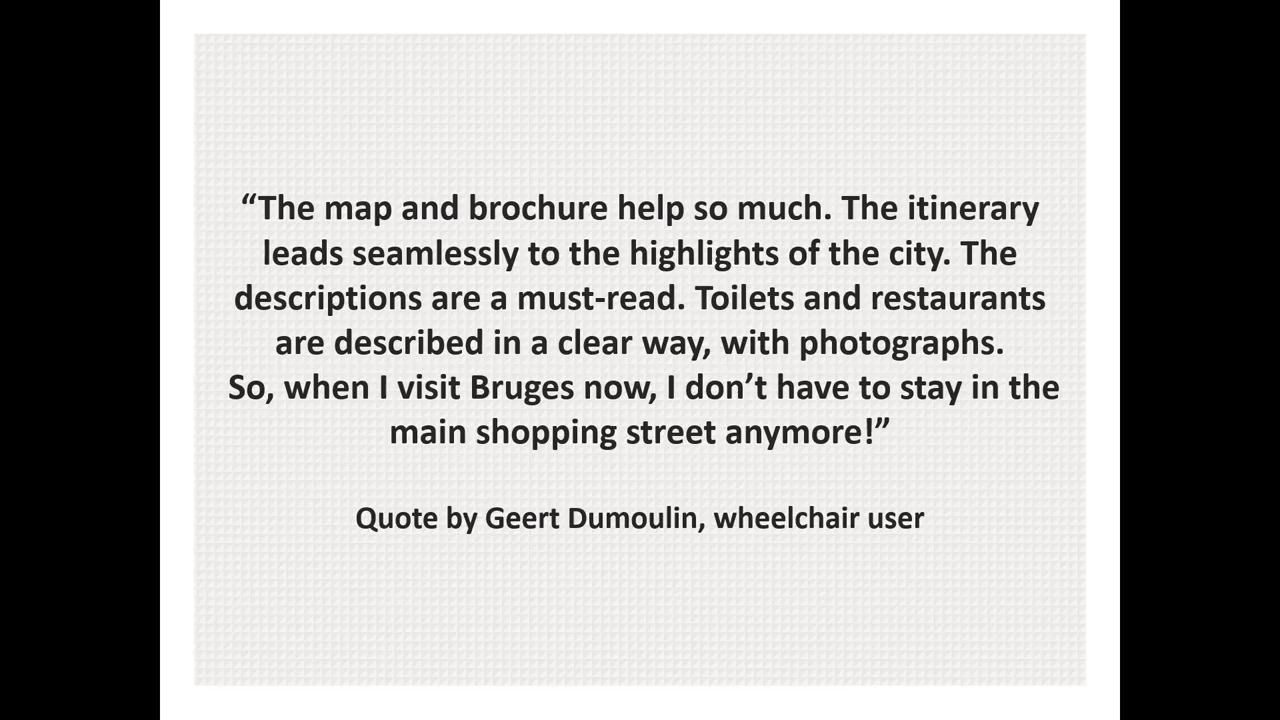 “The map and brochure help so much. The itinerary
leads seamlessly to the highlights of the city. The
descriptions are a must-read. Toilets and restaurants
are described in a clear way, with photographs.
So, when I visit Bruges now, I don’t have to stay in the
main shopping street anymore!”
Quote by Geert Dumoulin, wheelchair user